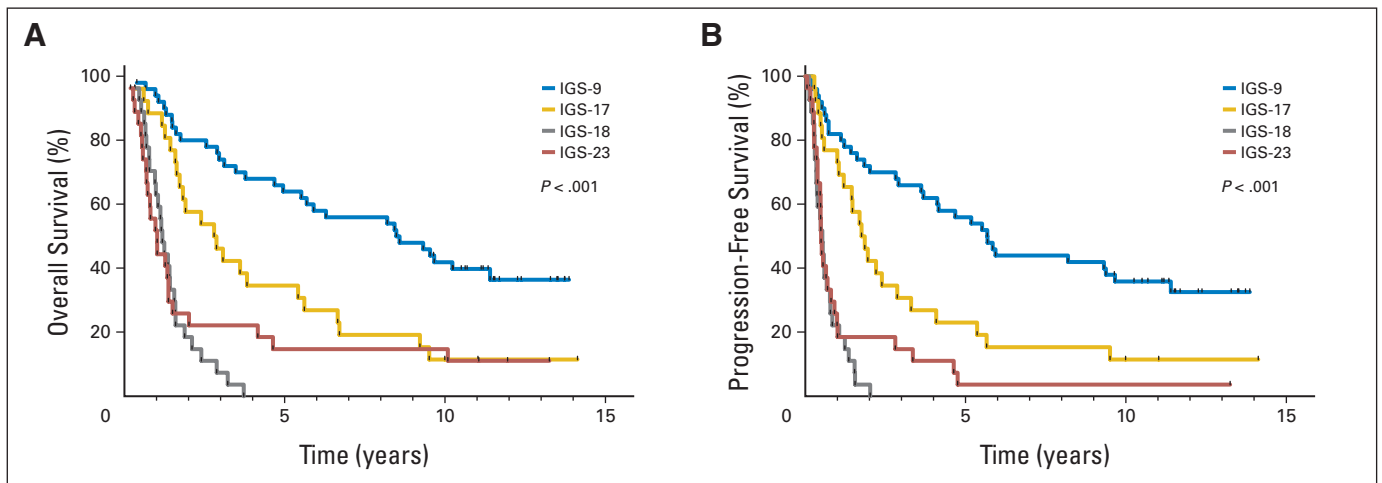 A
Overall Survival (%)
100
80
60
40
20
0
5
10
15
Time (years)
IGS-9
IGS-17
IGS-18
IGS-23
P < .001
B
Progression-Free Survival (%)
100
80
60
40
20
0
5
10
15
Time (years)
IGS-9
IGS-17
IGS-18
IGS-23
P < .001